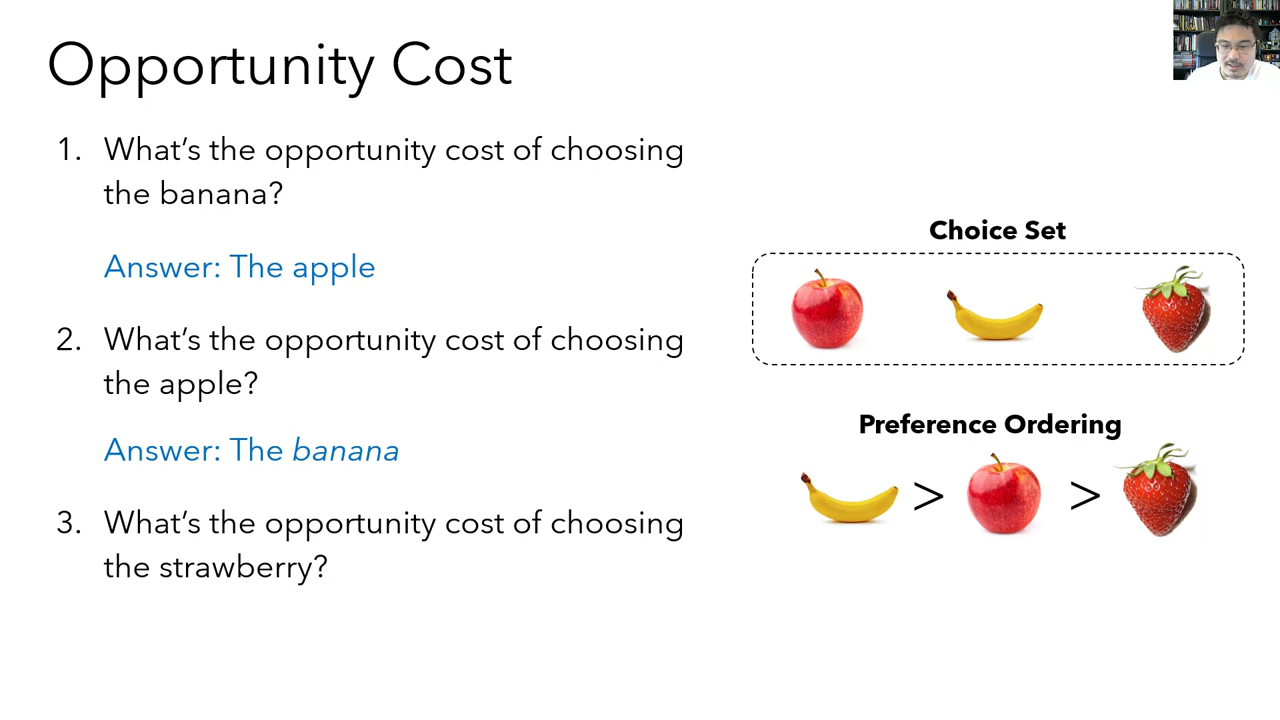 Opportunity Cost
1. What's the opportunity cost of choosing
the banana?
Answer: The apple
2. What's the opportunity cost of choosing
the apple?
Answer: The banana
3. What's the opportunity cost of choosing
the strawberry?
Choice Set
Preference Ordering
> >